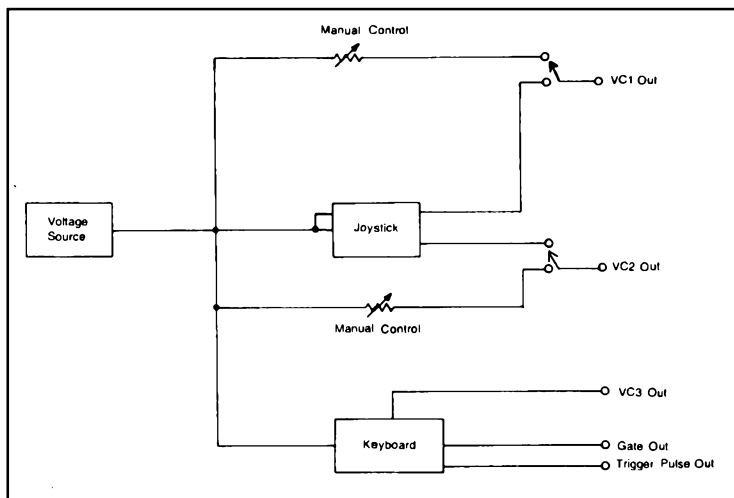 Manual Control
VC1 Out
Voltage
Source
Joystick
VC2 Out
Manual Control
VC3 Out
Keyboard
Gate Out
Trigger Pulse Out